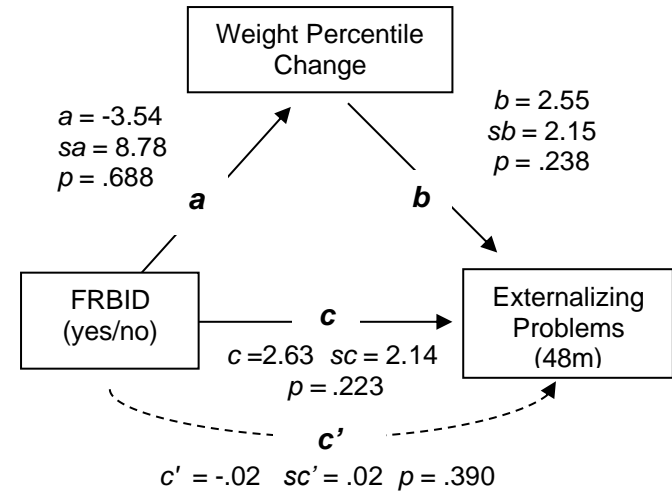 Weight Percentile
Change
a = -3.54
sa = 8.78
p = .688
b = 2.55
sb = 2.15
p = .238
a
b
FRBID
(yes/no)
c
c =2.63 sc = 2.14
p = .223
Externalizing
Problems
(48m)
c’
c' = -.02 sc’ = .02 p = .390